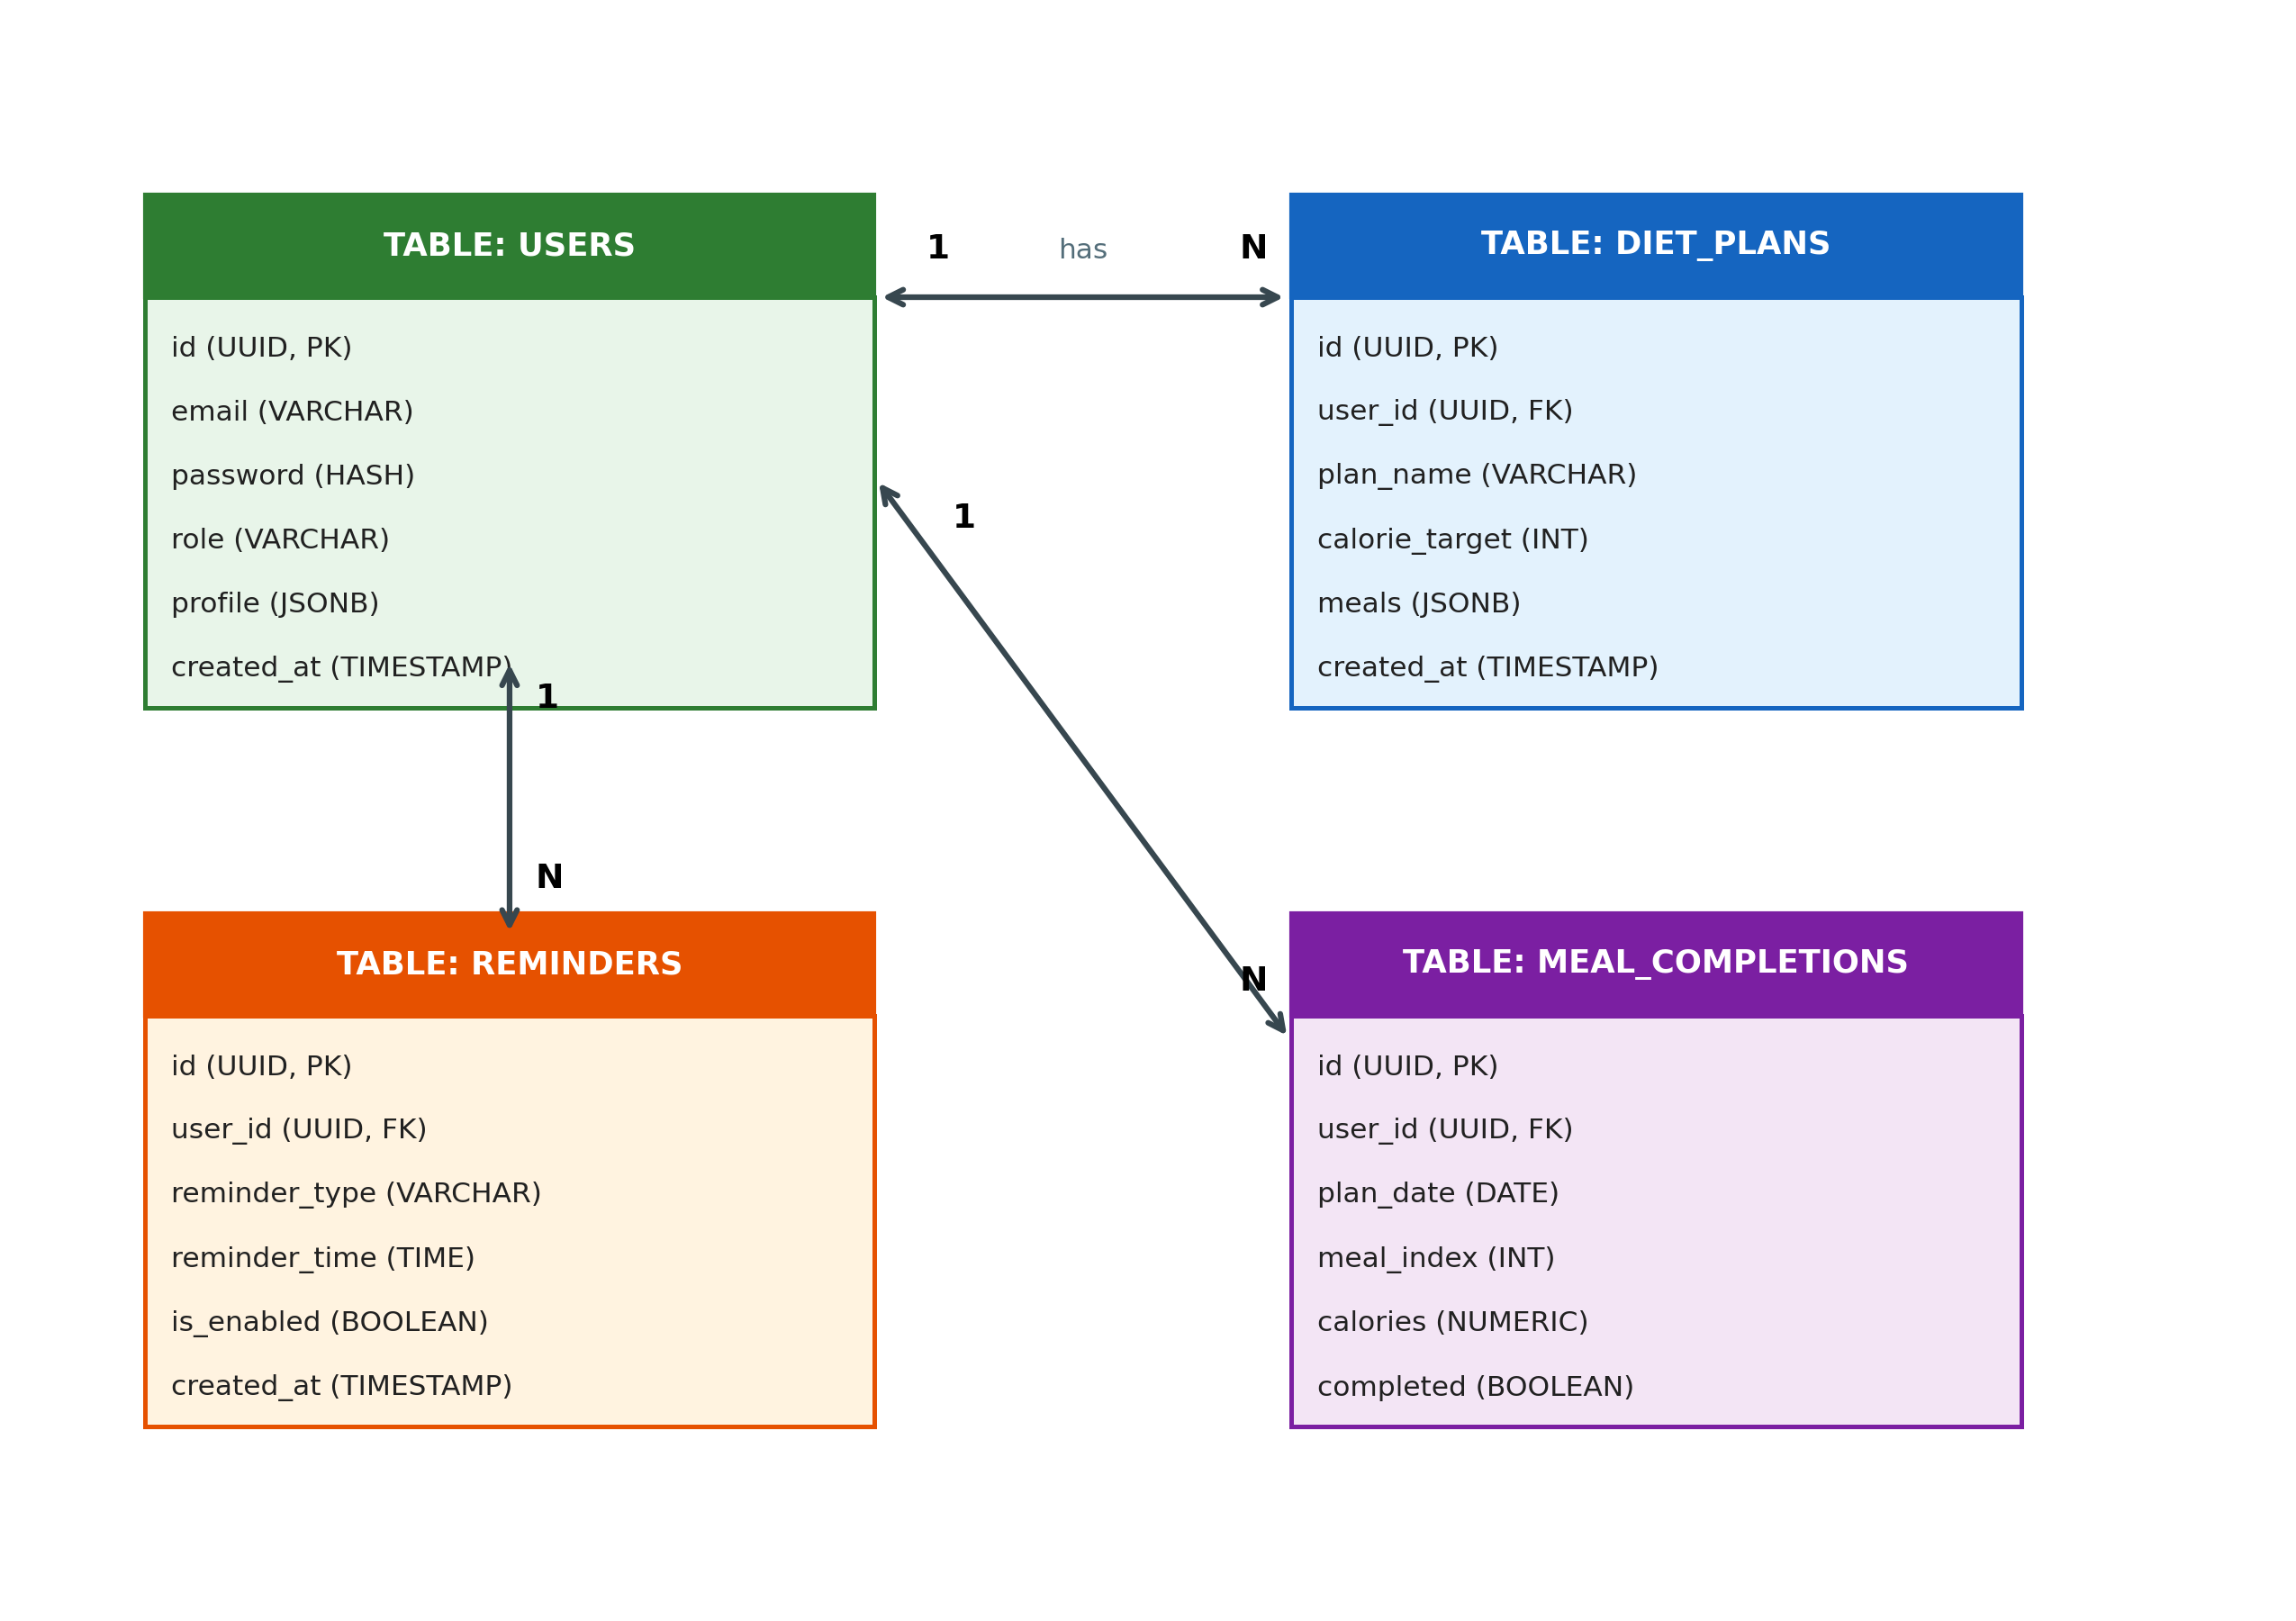 TABLE: USERS
id (UUID, PK)
email (VARCHAR)
password (HASH)
role (VARCHAR)
profile (JSONB)
created_at (TIMESTAMP)
1 has N
TABLE: DIET_PLANS
id (UUID, PK)
user_id (UUID, FK)
plan_name (VARCHAR)
calorie_target (INT)
meals (JSONB)
created_at (TIMESTAMP)
1
N
1
N
TABLE: REMINDERS
id (UUID, PK)
user_id (UUID, FK)
reminder_type (VARCHAR)
reminder_time (TIME)
is_enabled (BOOLEAN)
created_at (TIMESTAMP)
TABLE: MEAL_COMPLETIONS
id (UUID, PK)
user_id (UUID, FK)
plan_date (DATE)
meal_index (INT)
calories (NUMERIC)
completed (BOOLEAN)